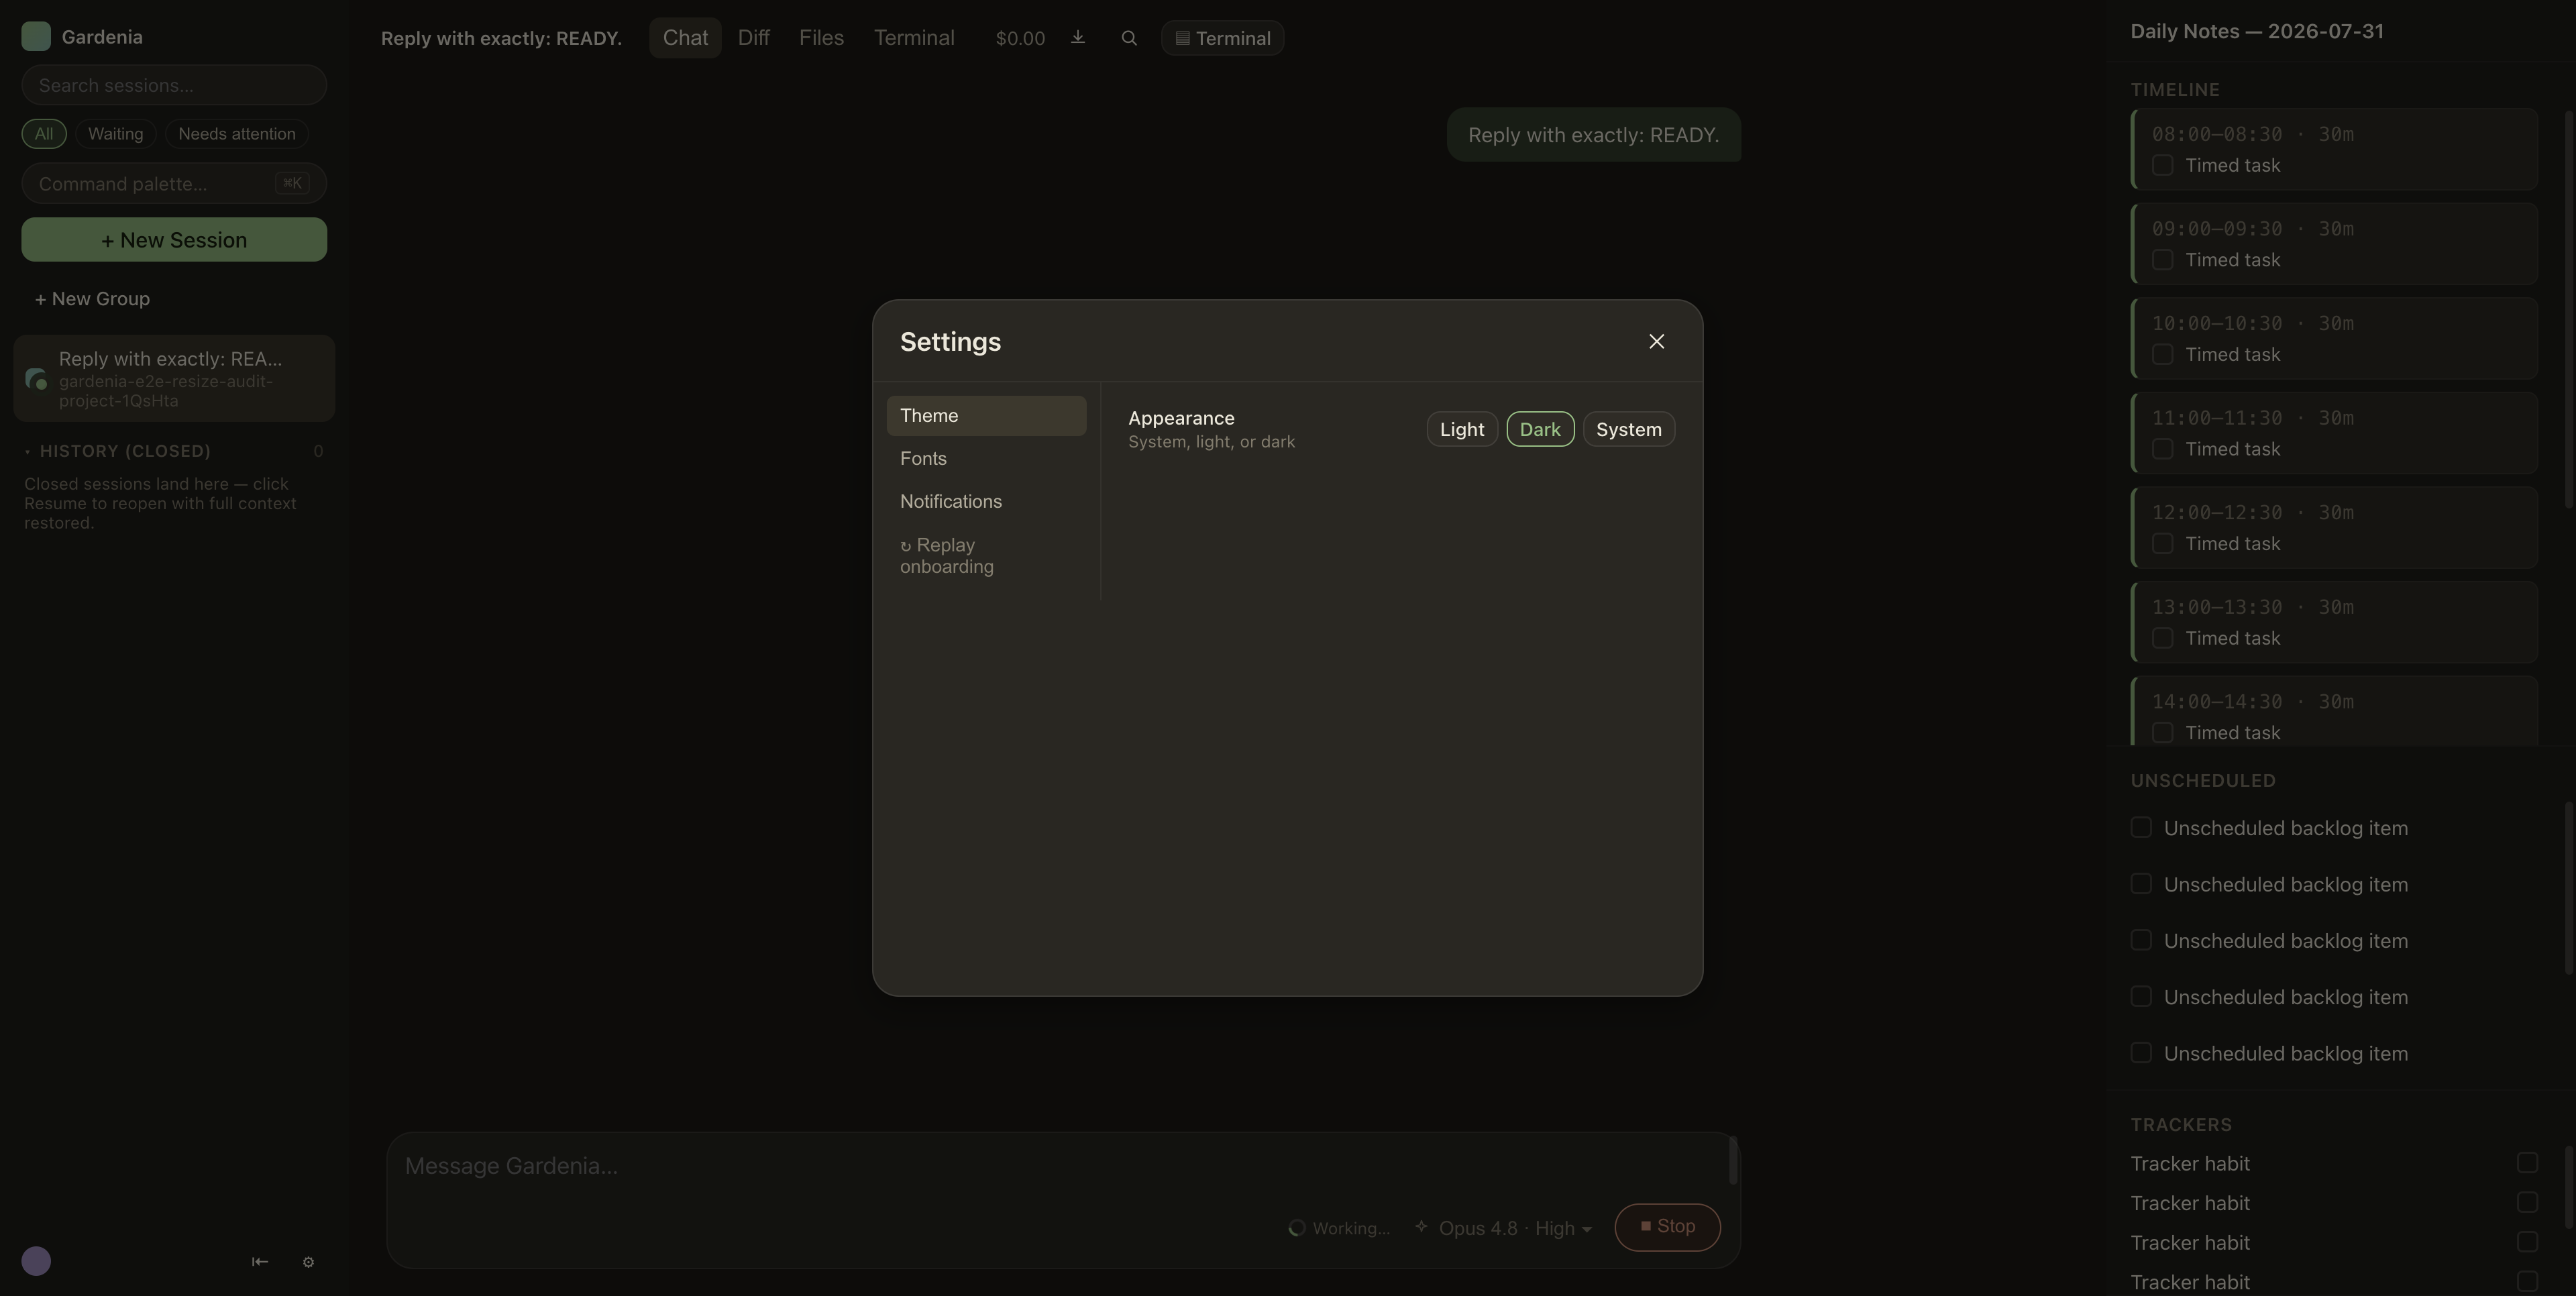 Gardenia
Search sessions...
All
Waiting
Needs attention
Command palette...
⌘K
+ New Session
+ New Group
Reply with exactly: REA...
gardenia-e2e-resize-audit-
project-1QsHta
HISTORY (CLOSED)
0
Closed sessions land here — click
Resume to reopen with full context
restored.
Reply with exactly: READY.
Chat
Diff
Files
Terminal
$0.00
Terminal
Reply with exactly: READY.
Settings
Theme
Fonts
Notifications
↻ Replay
onboarding
Appearance
System, light, or dark
Light
Dark
System
Message Gardenia...
Working...
Opus 4.8 · High
Stop
Daily Notes — 2026-07-31
TIMELINE
08:00–08:30 · 30m
Timed task
09:00–09:30 · 30m
Timed task
10:00–10:30 · 30m
Timed task
11:00–11:30 · 30m
Timed task
12:00–12:30 · 30m
Timed task
13:00–13:30 · 30m
Timed task
14:00–14:30 · 30m
Timed task
UNSCHEDULED
Unscheduled backlog item
Unscheduled backlog item
Unscheduled backlog item
Unscheduled backlog item
Unscheduled backlog item
TRACKERS
Tracker habit
Tracker habit
Tracker habit
Tracker habit